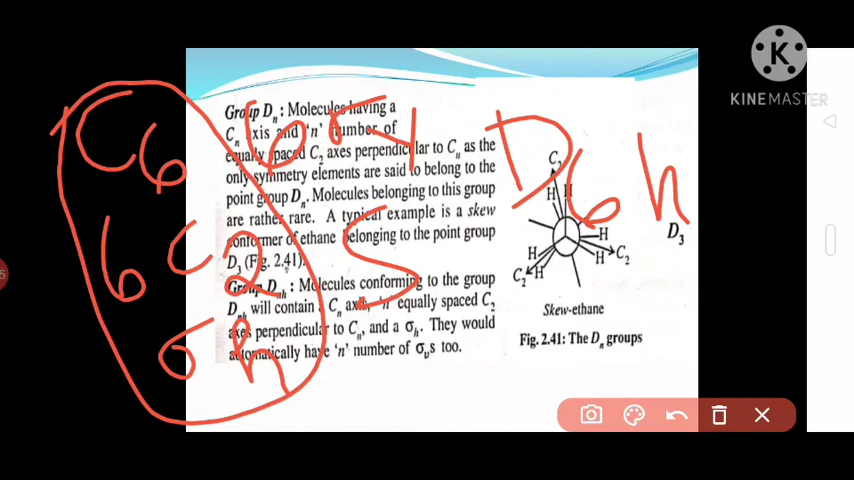 KINEMASTER
Group Dn : Molecules having a
Cn axis and 'n' number of
equally spaced C2 axes perpendicular to Cn as the
only symmetry elements are said to belong to the
point group Dn. Molecules belonging to this group
are rather rare. A typical example is a skew
conformer of ethane belonging to the point group
D3 (Fig. 2.41).
Group Dnh : Molecules conforming to the group
Dnh will contain a Cn axis, 'n' equally spaced C2
axes perpendicular to Cn, and a σh. They would
automatically have 'n' number of σvs too.
C2
H H
H
H C2
H
C2 H
D3
Skew-ethane
Fig. 2.41: The Dn groups
C6
6C2
σh
6σ
S
D6h
5